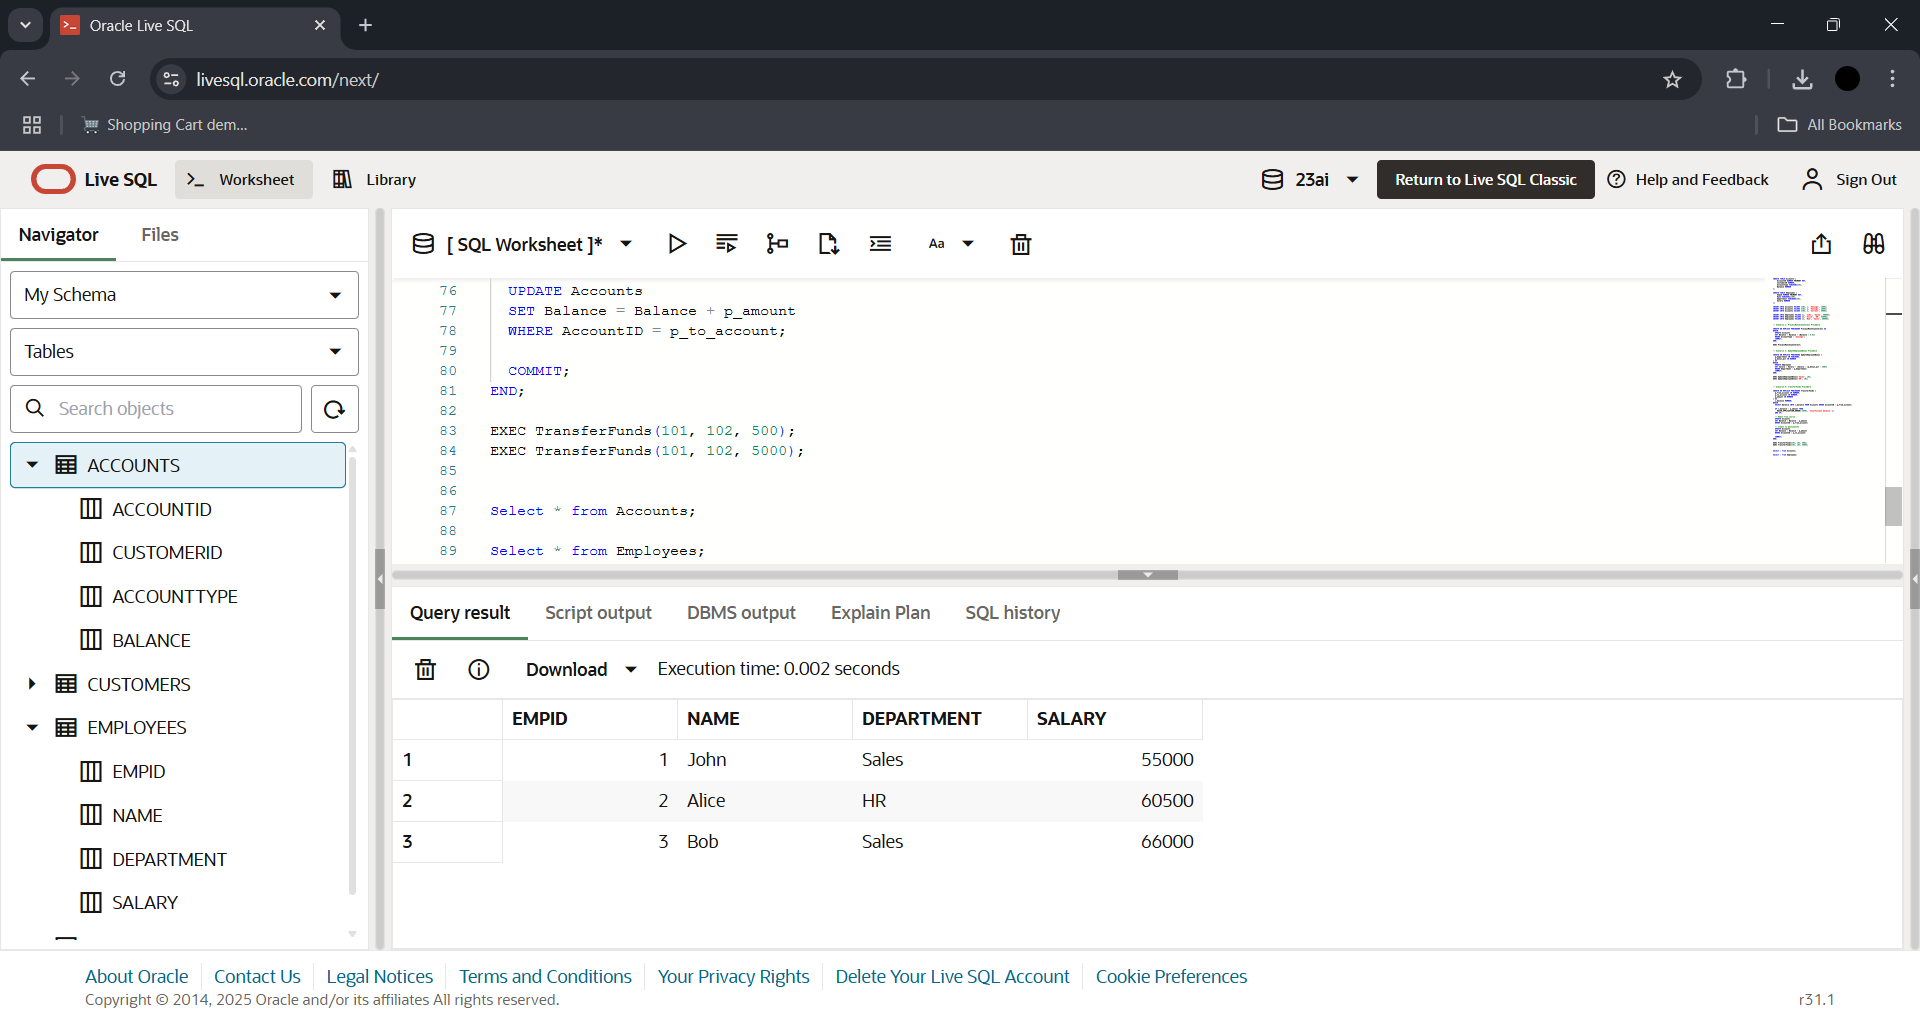 Oracle Live SQL
livesql.oracle.com/next/
Shopping Cart dem...
All Bookmarks
Live SQL
Worksheet
Library
23ai
Return to Live SQL Classic
Help and Feedback
Sign Out
Navigator
Files
[ SQL Worksheet ]*
Aa
My Schema
Tables
Search objects
ACCOUNTS
ACCOUNTID
CUSTOMERID
ACCOUNTTYPE
BALANCE
CUSTOMERS
EMPLOYEES
EMPID
NAME
DEPARTMENT
SALARY
76 UPDATE Accounts
77 SET Balance = Balance + p_amount
78 WHERE AccountID = p_to_account;
79
80 COMMIT;
81 END;
82
83 EXEC TransferFunds(101, 102, 500);
84 EXEC TransferFunds(101, 102, 5000);
85
86
87 Select * from Accounts;
88
89 Select * from Employees;
Query result
Script output
DBMS output
Explain Plan
SQL history
Download
Execution time: 0.002 seconds
EMPID NAME DEPARTMENT SALARY
1 1 John Sales 55000
2 2 Alice HR 60500
3 3 Bob Sales 66000
About Oracle
Contact Us
Legal Notices
Terms and Conditions
Your Privacy Rights
Delete Your Live SQL Account
Cookie Preferences
Copyright © 2014, 2025 Oracle and/or its affiliates All rights reserved.
r31.1